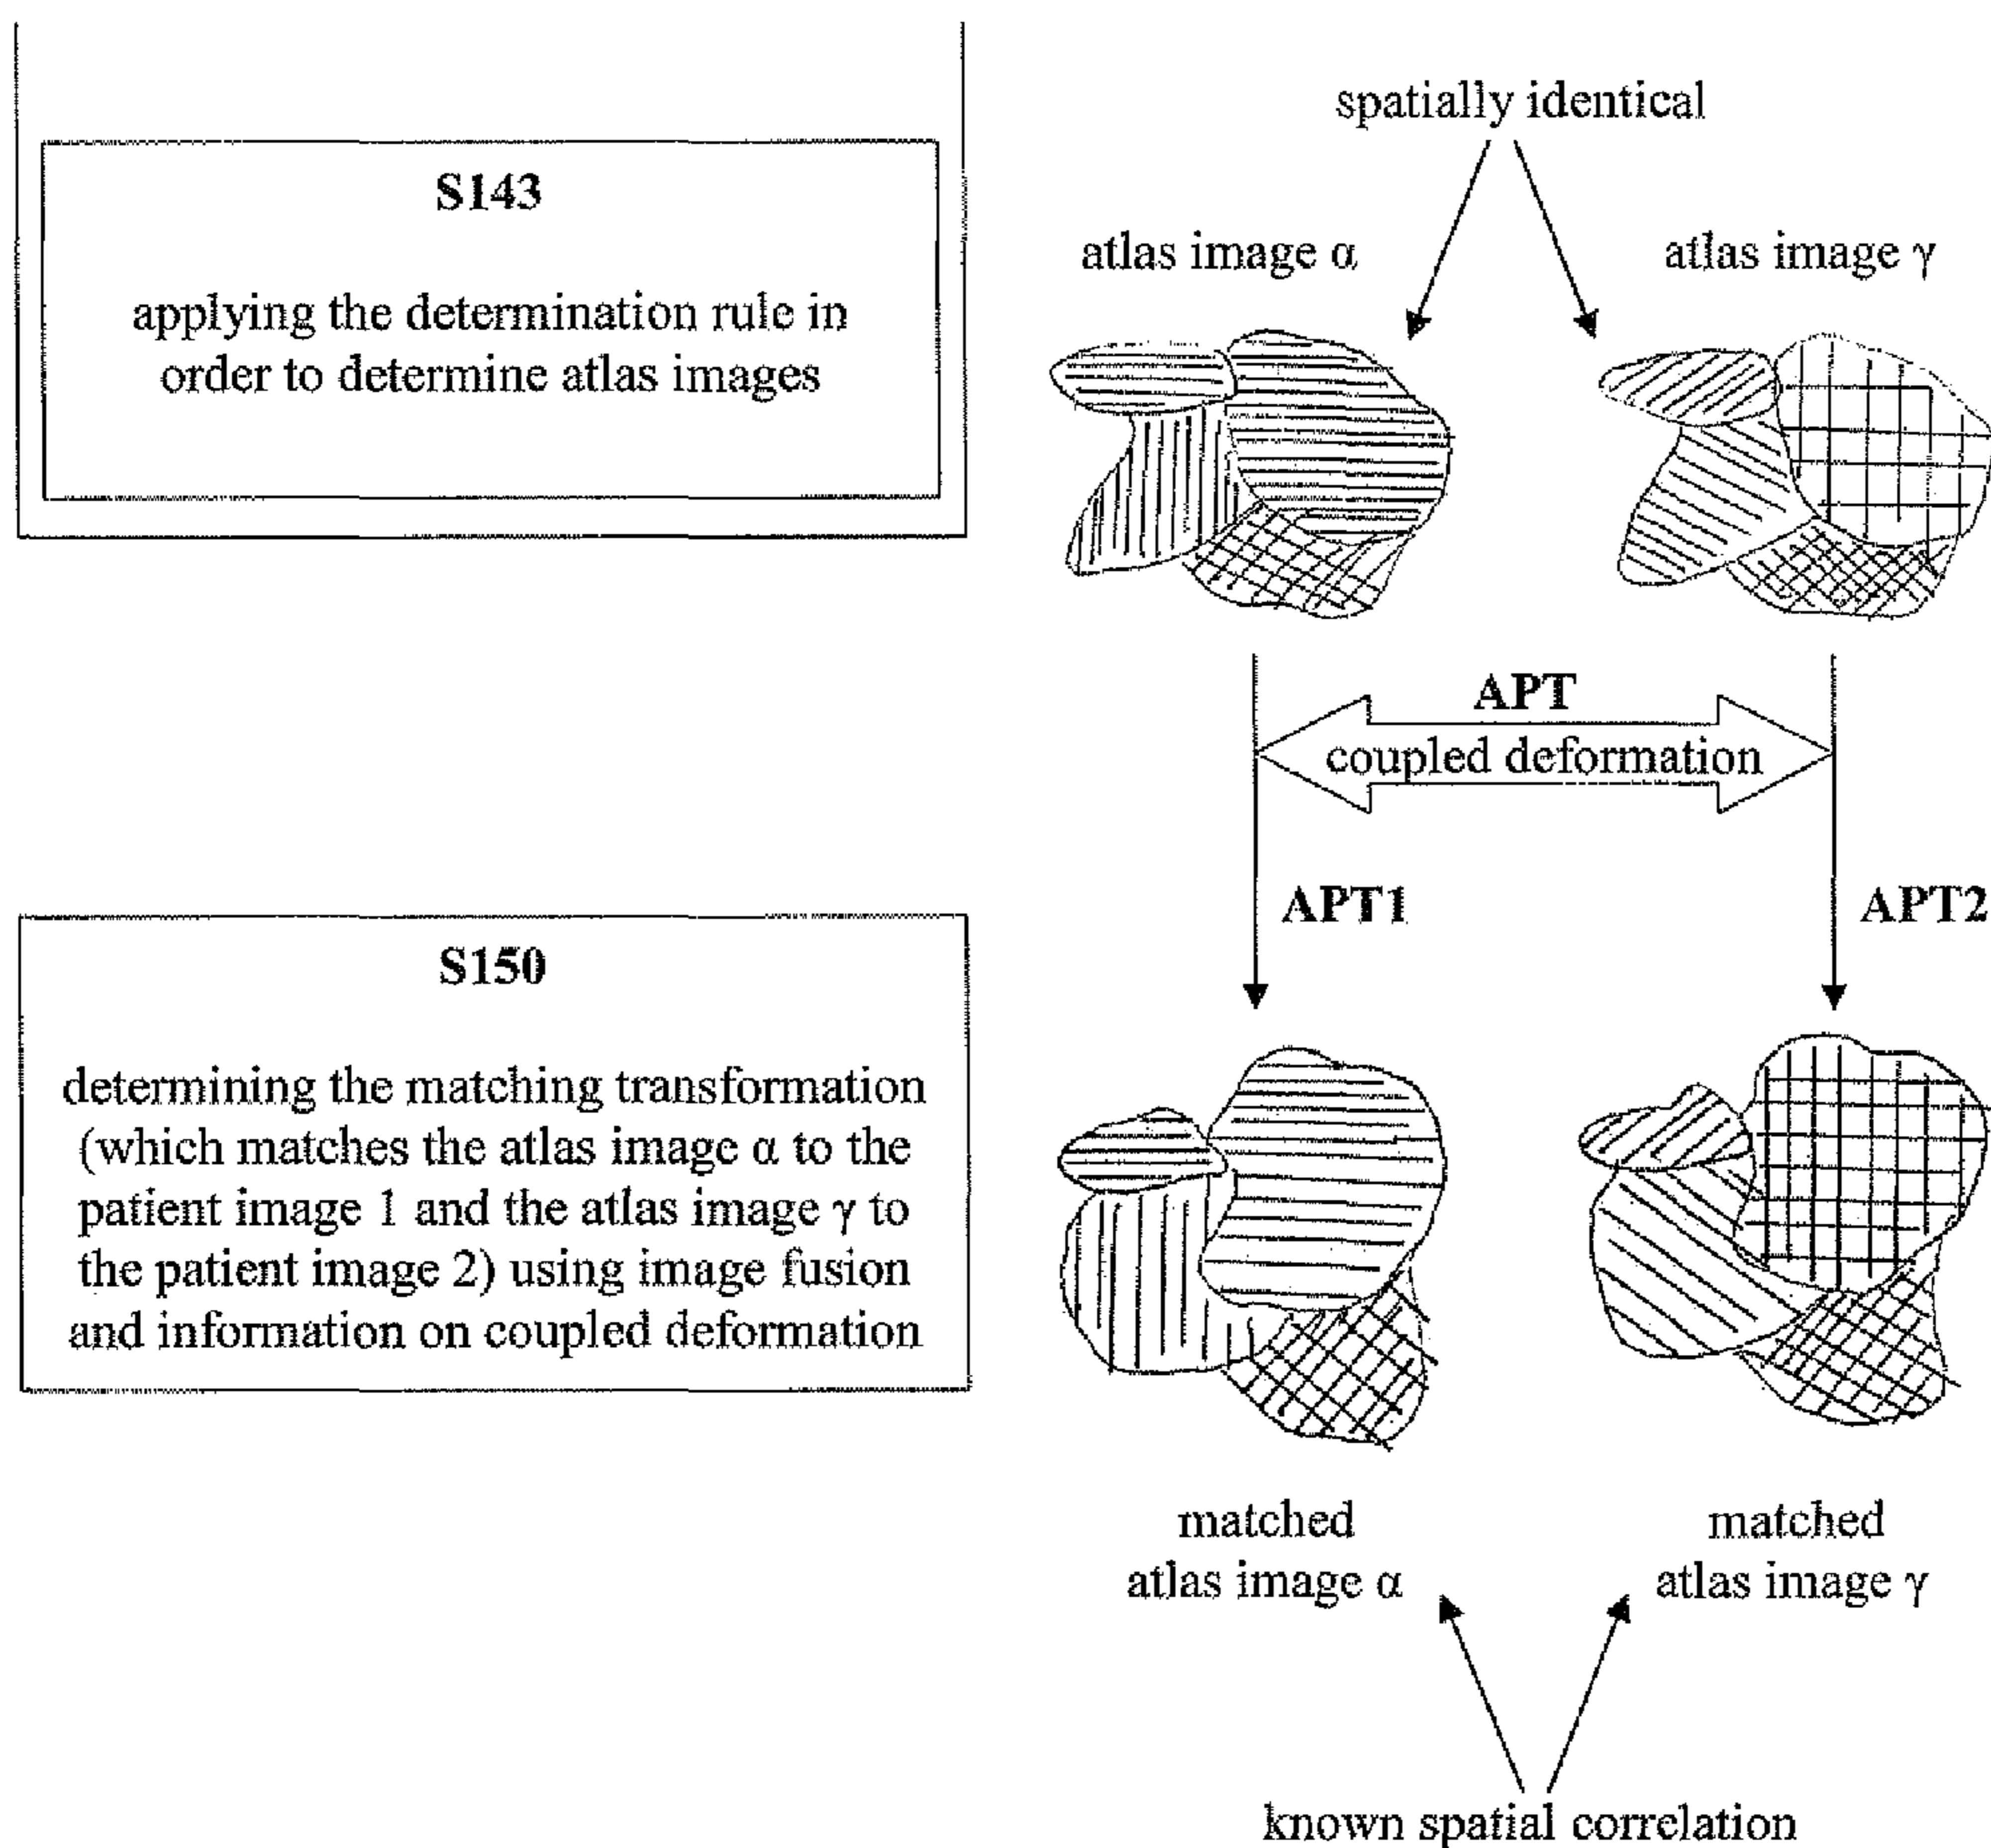 S143
applying the determination rule in
order to determine atlas images
spatially identical
atlas image α
atlas image γ
APT
coupled deformation
APT1
APT2
S150
determining the matching transformation
(which matches the atlas image α to the
patient image 1 and the atlas image γ to
the patient image 2) using image fusion
and information on coupled deformation
matched
atlas image α
matched
atlas image γ
known spatial correlation